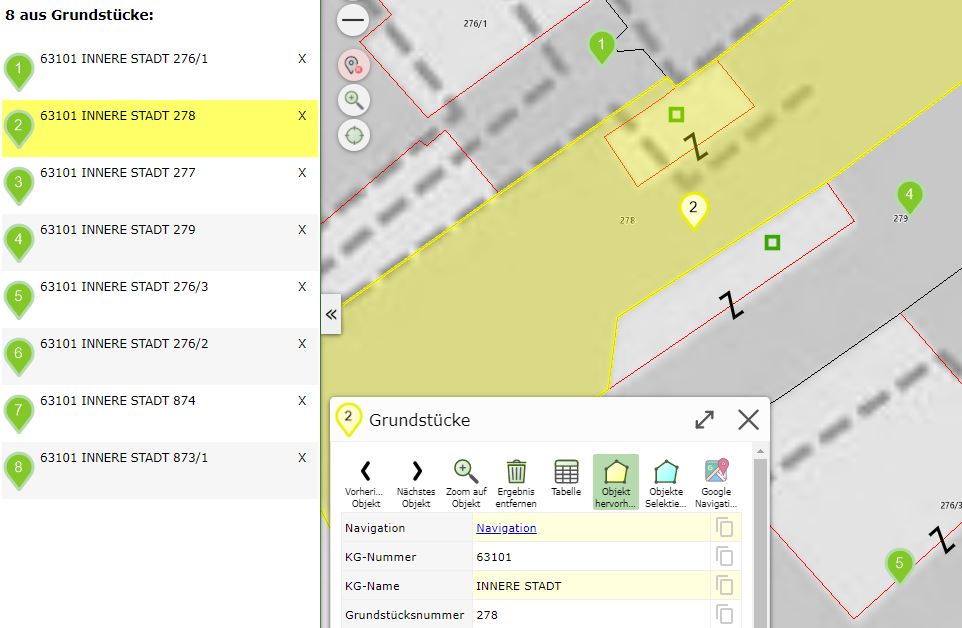 8 aus Grundstücke:
1
63101 INNERE STADT 276/1
X
2
63101 INNERE STADT 278
X
3
63101 INNERE STADT 277
X
4
63101 INNERE STADT 279
X
5
63101 INNERE STADT 276/3
X
6
63101 INNERE STADT 276/2
X
7
63101 INNERE STADT 874
X
8
63101 INNERE STADT 873/1
X
276/1
1
2
278
4
279
276/3
5
«
2
Grundstücke
Vorheri... Objekt
Nächstes Objekt
Zoom auf Objekt
Ergebnis entfernen
Tabelle
Objekt hervorh...
Objekte Selektie...
Google Navigati...
Navigation
Navigation
KG-Nummer
63101
KG-Name
INNERE STADT
Grundstücksnummer
278